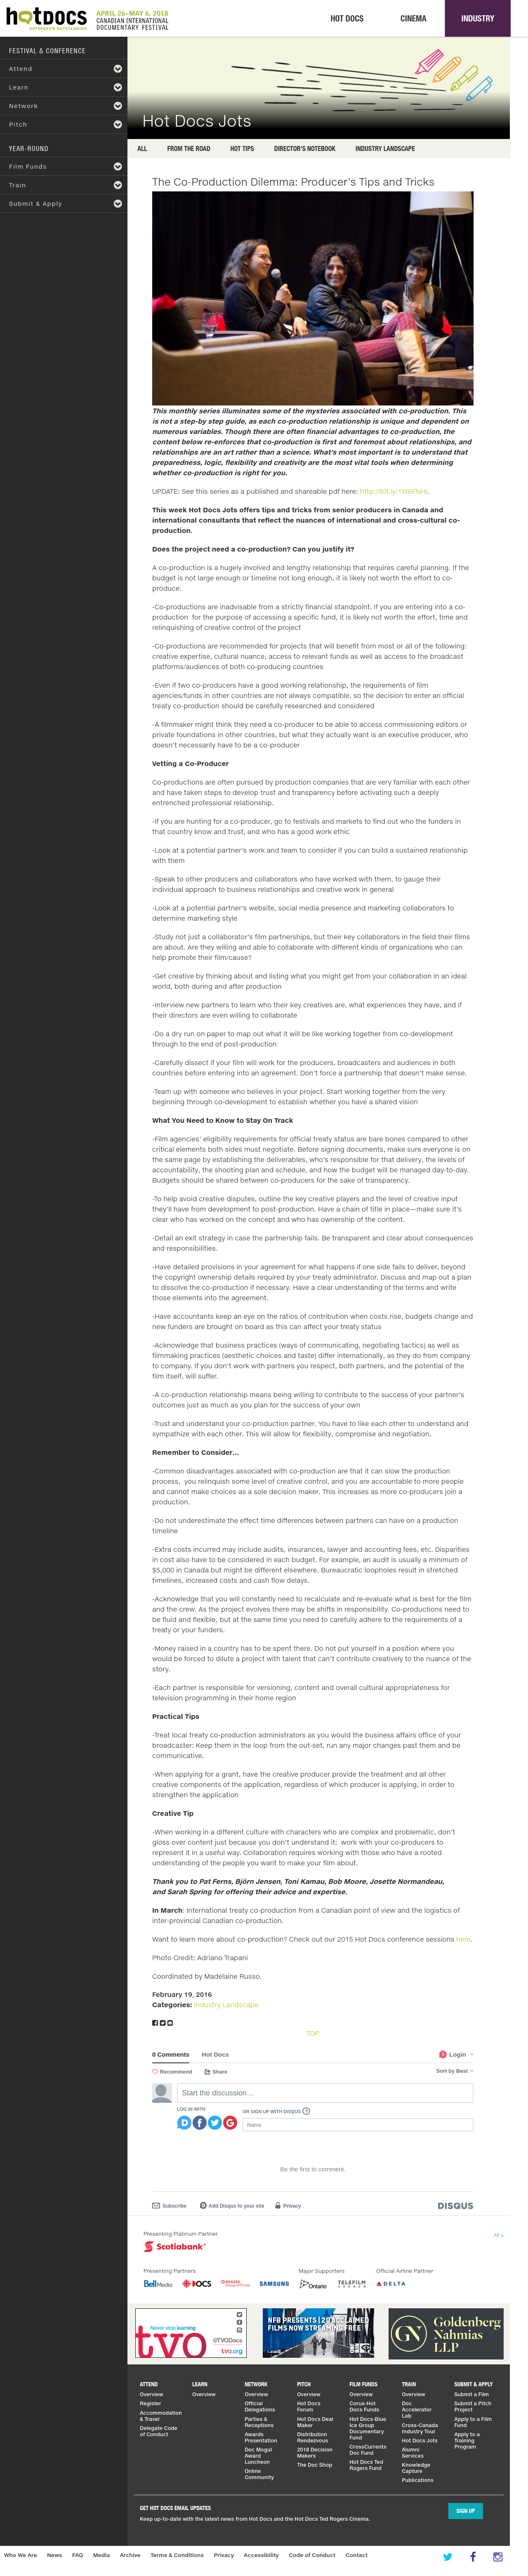 hotDOCS
OUTSPOKEN. OUTSTANDING.
APRIL 26–MAY 6, 2018
CANADIAN INTERNATIONAL
DOCUMENTARY FESTIVAL
HOT DOCS
CINEMA
INDUSTRY
FESTIVAL & CONFERENCE
Attend
Learn
Network
Pitch
YEAR-ROUND
Film Funds
Train
Submit & Apply
Hot Docs Jots
ALL
FROM THE ROAD
HOT TIPS
DIRECTOR'S NOTEBOOK
INDUSTRY LANDSCAPE
The Co-Production Dilemma: Producer's Tips and Tricks
This monthly series illuminates some of the mysteries associated with co-production. This
is not a step-by-step guide, as each co-production relationship is unique and dependent on
numerous variables. Though there are often financial advantages to co-production, the
content below re-enforces that co-production is first and foremost about relationships, and
relationships are an art rather than a science. What's most important is to understand that
preparedness, logic, flexibility and creativity are the most vital tools when determining
whether co-production is right for you.
UPDATE: See this series as a published and shareable pdf here: http://bit.ly/1W6FNHL.
This week Hot Docs Jots offers tips and tricks from senior producers in Canada and
international consultants that reflect the nuances of international and cross-cultural co-
production.
Does the project need a co-production? Can you justify it?
A co-production is a hugely involved and lengthy relationship that requires careful planning. If the
budget is not large enough or timeline not long enough, it is likely not worth the effort to co-
produce.
-Co-productions are inadvisable from a strictly financial standpoint. If you are entering into a co-
production  for the purpose of accessing a specific fund, it is likely not worth the effort, time and
relinquishing of creative control of the project
-Co-productions are recommended for projects that will benefit from most or all of the following:
creative expertise, cultural nuance, access to relevant funds as well as access to the broadcast
platforms/audiences of both co-producing countries
-Even if two co-producers have a good working relationship, the requirements of film
agencies/funds in other countries are not always compatible, so the decision to enter an official
treaty co-production should be carefully researched and considered
-A filmmaker might think they need a co-producer to be able to access commissioning editors or
private foundations in other countries, but what they actually want is an executive producer, who
doesn't necessarily have to be a co-producer
Vetting a Co-Producer
Co-productions are often pursued by production companies that are very familiar with each other
and have taken steps to develop trust and transparency before activating such a deeply
entrenched professional relationship.
-If you are hunting for a co-producer, go to festivals and markets to find out who the funders in
that country know and trust, and who has a good work ethic
-Look at a potential partner's work and team to consider if you can build a sustained relationship
with them
-Speak to other producers and collaborators who have worked with them, to gauge their
individual approach to business relationships and creative work in general
-Look at a potential partner's website, social media presence and marketing collaborators to
determine marketing style
-Study not just a collaborator's film partnerships, but their key collaborators in the field their films
are about. Are they willing and able to collaborate with different kinds of organizations who can
help promote their film/cause?
-Get creative by thinking about and listing what you might get from your collaboration in an ideal
world, both during and after production
-Interview new partners to learn who their key creatives are, what experiences they have, and if
their directors are even willing to collaborate
-Do a dry run on paper to map out what it will be like working together from co-development
through to the end of post-production
-Carefully dissect if your film will work for the producers, broadcasters and audiences in both
countries before entering into an agreement. Don't force a partnership that doesn't make sense.
-Team up with someone who believes in your project. Start working together from the very
beginning through co-development to establish whether you have a shared vision
What You Need to Know to Stay On Track
-Film agencies' eligibility requirements for official treaty status are bare bones compared to other
critical elements both sides must negotiate. Before signing documents, make sure everyone is on
the same page by establishing the deliverables, who's responsible for that delivery, the levels of
accountability, the shooting plan and schedule, and how the budget will be managed day-to-day.
Budgets should be shared between co-producers for the sake of transparency.
-To help avoid creative disputes, outline the key creative players and the level of creative input
they'll have from development to post-production. Have a chain of title in place—make sure it's
clear who has worked on the concept and who has ownership of the content.
-Detail an exit strategy in case the partnership fails. Be transparent and clear about consequences
and responsibilities.
-Have detailed provisions in your agreement for what happens if one side fails to deliver, beyond
the copyright ownership details required by your treaty administrator. Discuss and map out a plan
to dissolve the co-production if necessary. Have a clear understanding of the terms and write
those elements into the agreement.
-Have accountants keep an eye on the ratios of contribution when costs rise, budgets change and
new funders are brought on board as this can affect your treaty status
-Acknowledge that business practices (ways of communicating, negotiating tactics) as well as
filmmaking practices (aesthetic choices and taste) differ internationally, as they do from company
to company. If you don't work with partners you respect, both partners, and the potential of the
film itself, will suffer.
-A co-production relationship means being willing to contribute to the success of your partner's
outcomes just as much as you plan for the success of your own
-Trust and understand your co-production partner. You have to like each other to start and
sympathize with each other. This will allow for flexibility, compromise and negotiation.
Remember to Consider...
-Common disadvantages associated with co-production are that it can slow the production
process,  you relinquish some level of creative control, and you are accountable to more people
and cannot make choices as a sole decision maker. This increases as more co-producers join a
production.
-Do not underestimate the effect time differences between partners can have on a production
timeline
-Extra costs incurred may include audits, insurances, lawyer and accounting fees, etc. Disparities
in cost also have to be considered in each budget. For example, an audit is usually a minimum of
$5,000 in Canada but might be different elsewhere. Bureaucratic loopholes result in stretched
timeline, increased costs and cash flow delays.
-Acknowledge that you will constantly need to recalculate and re-evaluate what is best for the film
and the crew. As the project evolves there may be shifts in responsibility. Co-produced films need to
be fluid and flexible, but at the same time you need to carefully adhere to the requirements of a
treaty or your funders.
-Money raised in a country has to be spent there. Do not put yourself in a position where you
would be forced to dilute a project with talent that can't contribute creatively to the nuance of the
story.
-Each partner is responsible for versioning, content and overall cultural appropriateness for
television programming in their home region
Practical Tips
-Treat local treaty co-production administrators as you would the business affairs office of your
broadcaster: Keep them in the loop from the out-set, run any major changes past them and be
communicative.
-When applying for a grant, have the creative producer provide the treatment and all other
creative components of the application, regardless of which producer is applying, in order to
strengthen the application
Creative Tip
-When working in a different culture with characters who are complex and problematic, don't
gloss over content just because you don't understand it;  work with your co-producers to
represent it in a useful way. Collaboration requires working with those who have a rooted
understanding of the people you want to make your film about.
Thank you to Pat Ferns, Björn Jensen, Toni Kamau, Bob Moore, Josette Normandeau,
and Sarah Spring for offering their advice and expertise.
In March: International treaty co-production from a Canadian point of view and the logistics of
inter-provincial Canadian co-production.
Want to learn more about co-production? Check out our 2015 Hot Docs conference sessions here.
Photo Credit: Adriano Trapani
Coordinated by Madelaine Russo.
February 19, 2016
Categories: Industry Landscape
TOP
0 Comments
Hot Docs
1 Login
Recommend
Share
Sort by Best
Start the discussion…
LOG IN WITH
OR SIGN UP WITH DISQUS ?
Name
Be the first to comment.
Subscribe
Add Disqus to your site
Privacy
DISQUS
Presenting Platinum Partner
All »
Scotiabank
Presenting Partners
Major Supporters
Official Airline Partner
Bell Media
DOCS
ROGERS
Group of Funds
SAMSUNG
Ontario
TELEFILM
CANADA
DELTA
tvo
@TVODocs
tvo.org
NFB PRESENTS | 20 ACCLAIMED
FILMS NOW STREAMING FREE
GN
Goldenberg
Nahmias
LLP
ATTEND
Overview
Register
Accommodation
& Travel
Delegate Code
of Conduct
LEARN
Overview
NETWORK
Overview
Official
Delegations
Parties &
Receptions
Awards
Presentation
Doc Mogul
Award
Luncheon
Online
Community
PITCH
Overview
Hot Docs
Forum
Hot Docs Deal
Maker
Distribution
Rendezvous
2018 Decision
Makers
The Doc Shop
FILM FUNDS
Overview
Corus-Hot
Docs Funds
Hot Docs-Blue
Ice Group
Documentary
Fund
CrossCurrents
Doc Fund
Hot Docs Ted
Rogers Fund
TRAIN
Overview
Doc
Accelerator
Lab
Cross-Canada
Industry Tour
Hot Docs Jots
Alumni
Services
Knowledge
Capture
Publications
SUBMIT & APPLY
Submit a Film
Submit a Pitch
Project
Apply to a Film
Fund
Apply to a
Training
Program
GET HOT DOCS EMAIL UPDATES
Keep up-to-date with the latest news from Hot Docs and the Hot Docs Ted Rogers Cinema.
SIGN UP
Who We Are
News
FAQ
Media
Archive
Terms & Conditions
Privacy
Accessibility
Code of Conduct
Contact